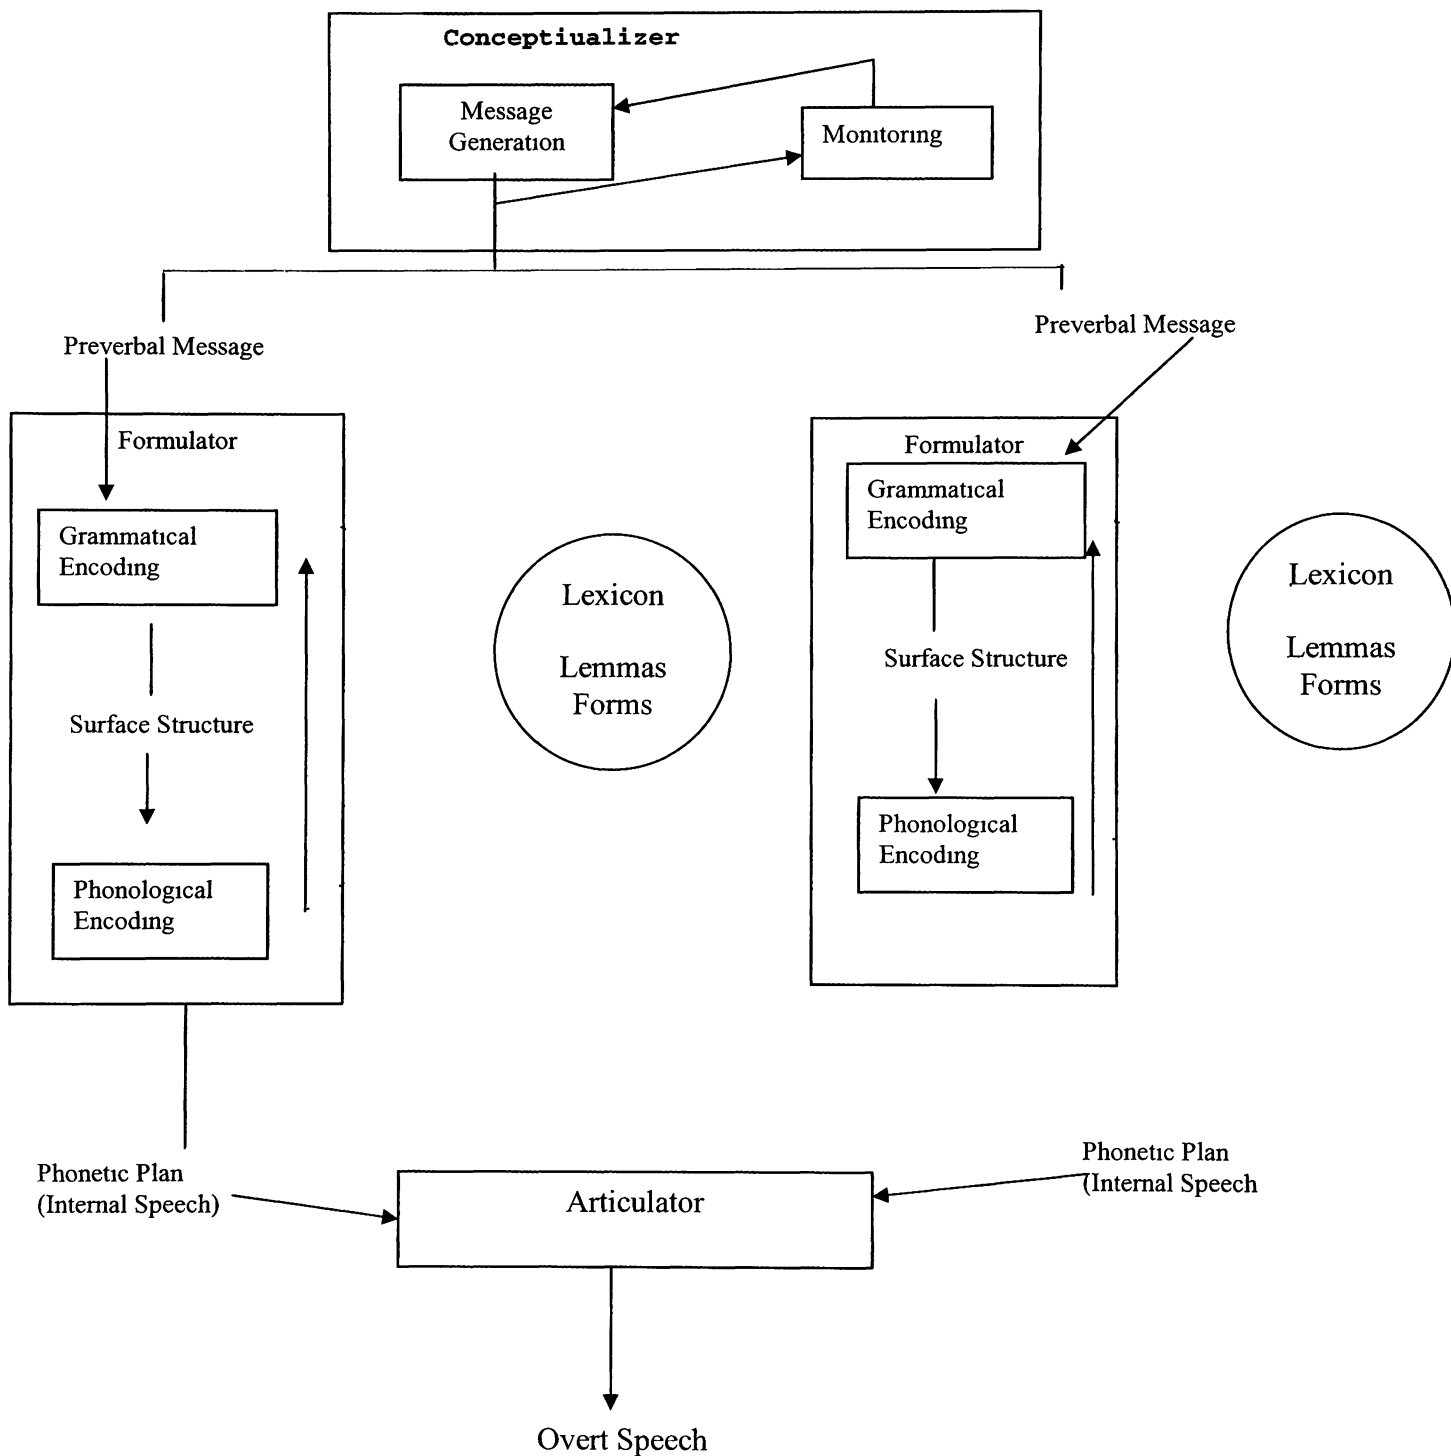 Conceptiualizer
Message
Generation
Monitoring
Preverbal Message
Preverbal Message
Formulator
Grammatical
Encoding
Surface Structure
Phonological
Encoding
Lexicon
Lemmas
Forms
Formulator
Grammatical
Encoding
Surface Structure
Phonological
Encoding
Lexicon
Lemmas
Forms
Phonetic Plan
(Internal Speech)
Articulator
Phonetic Plan
(Internal Speech
Overt Speech